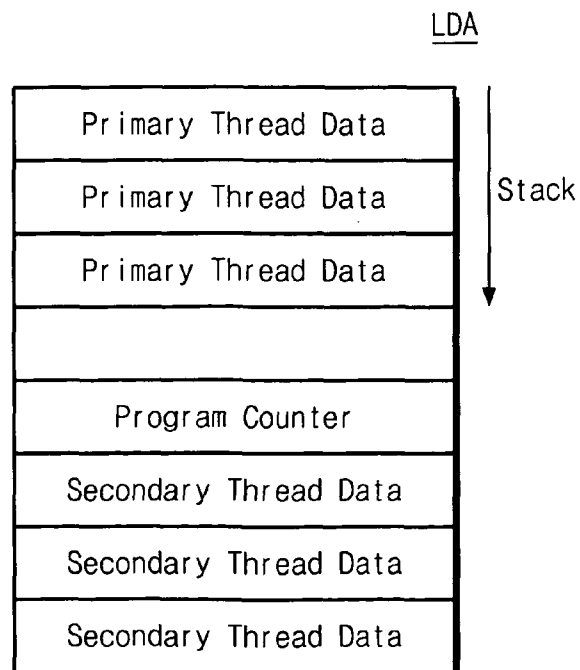 LDA
Primary Thread Data
Primary Thread Data
Stack
Primary Thread Data
Program Counter
Secondary Thread Data
Secondary Thread Data
Secondary Thread Data